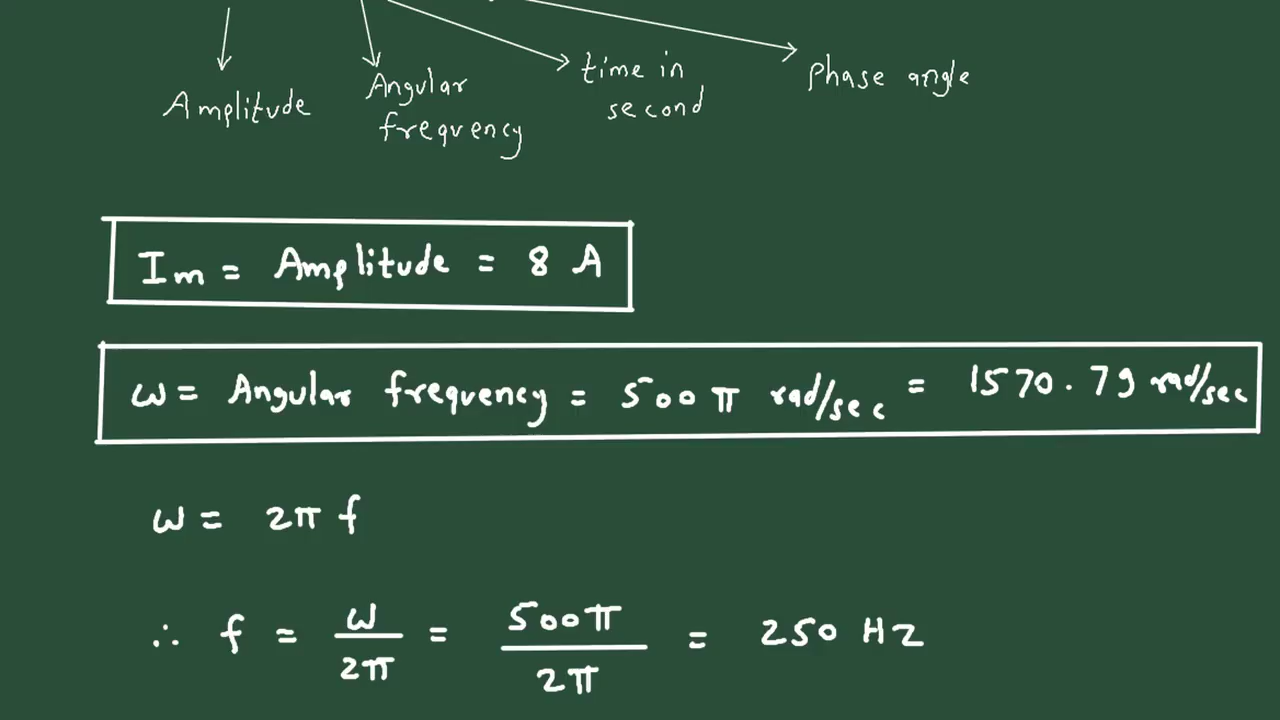 Amplitude
Angular frequency
time in second
Phase angle
Im = Amplitude = 8 A
ω = Angular frequency = 500 π rad/sec = 1570.79 rad/sec
ω = 2π f
∴ f = ω/2π = 500π/2π = 250 Hz